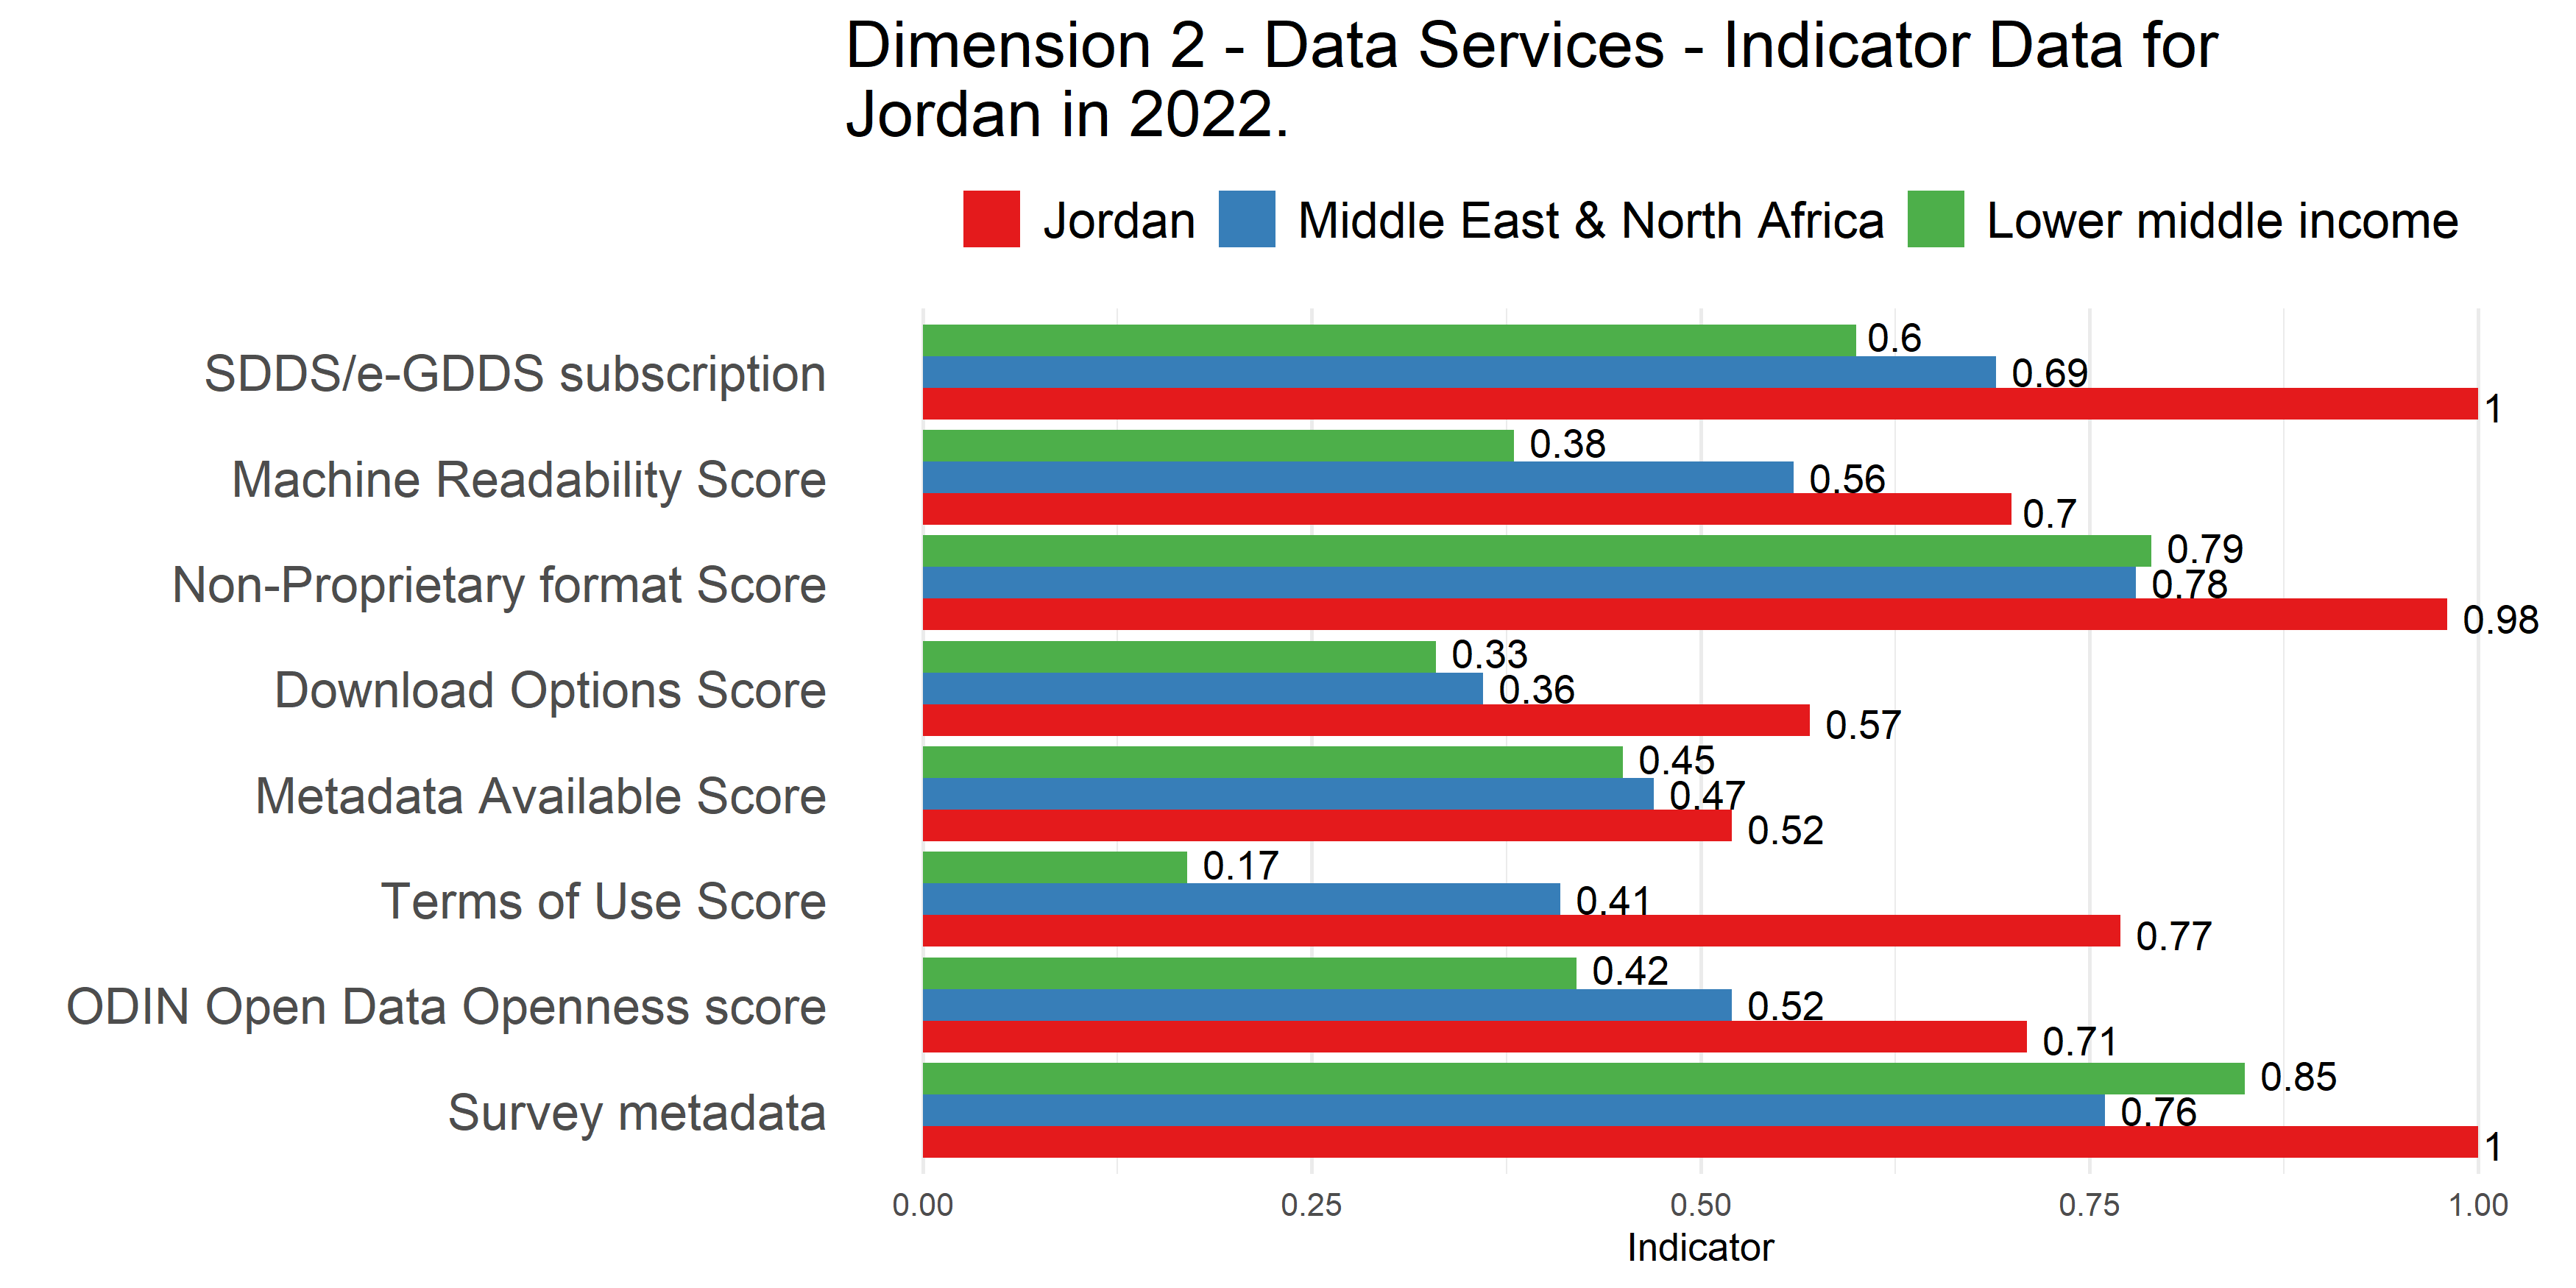 Dimension 2 - Data Services - Indicator Data for
Jordan in 2022.
Jordan Middle East & North Africa Lower middle income
SDDS/e-GDDS subscription
0.6
0.69
1
Machine Readability Score
0.38
0.56
0.7
Non-Proprietary format Score
0.79
0.78
0.98
Download Options Score
0.33
0.36
0.57
Metadata Available Score
0.45
0.47
0.52
Terms of Use Score
0.17
0.41
0.77
ODIN Open Data Openness score
0.42
0.52
0.71
Survey metadata
0.85
0.76
1
0.00 0.25 0.50 0.75 1.00
Indicator